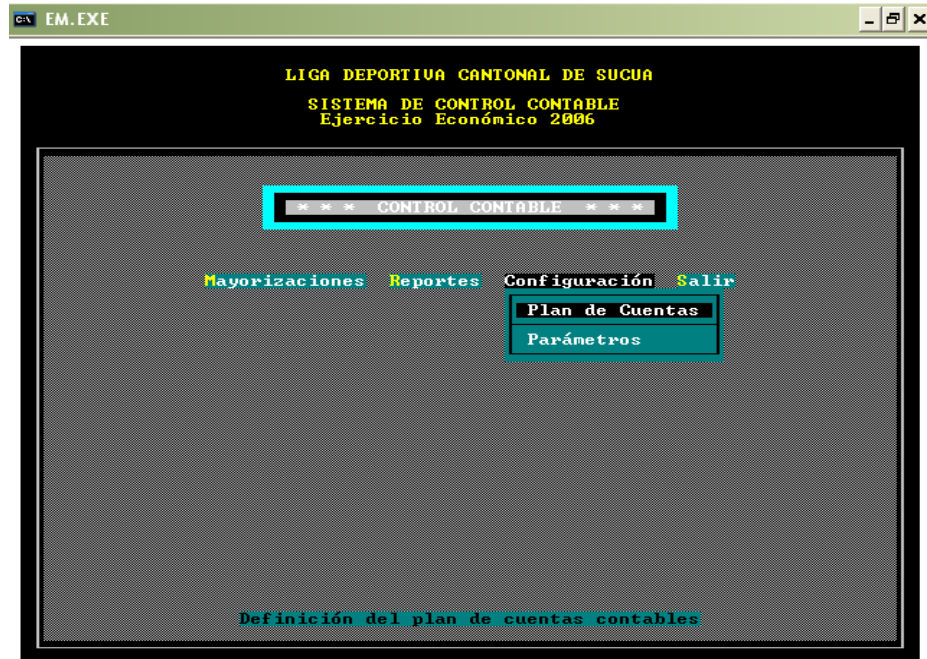 EM.EXE
LIGA DEPORTIVA CANTONAL DE SUCUA
SISTEMA DE CONTROL CONTABLE
Ejercicio Económico 2006
* * * CONTROL CONTABLE * * *
Mayorizaciones Reportes Configuración Salir
Plan de Cuentas
Parámetros
Definición del plan de cuentas contables